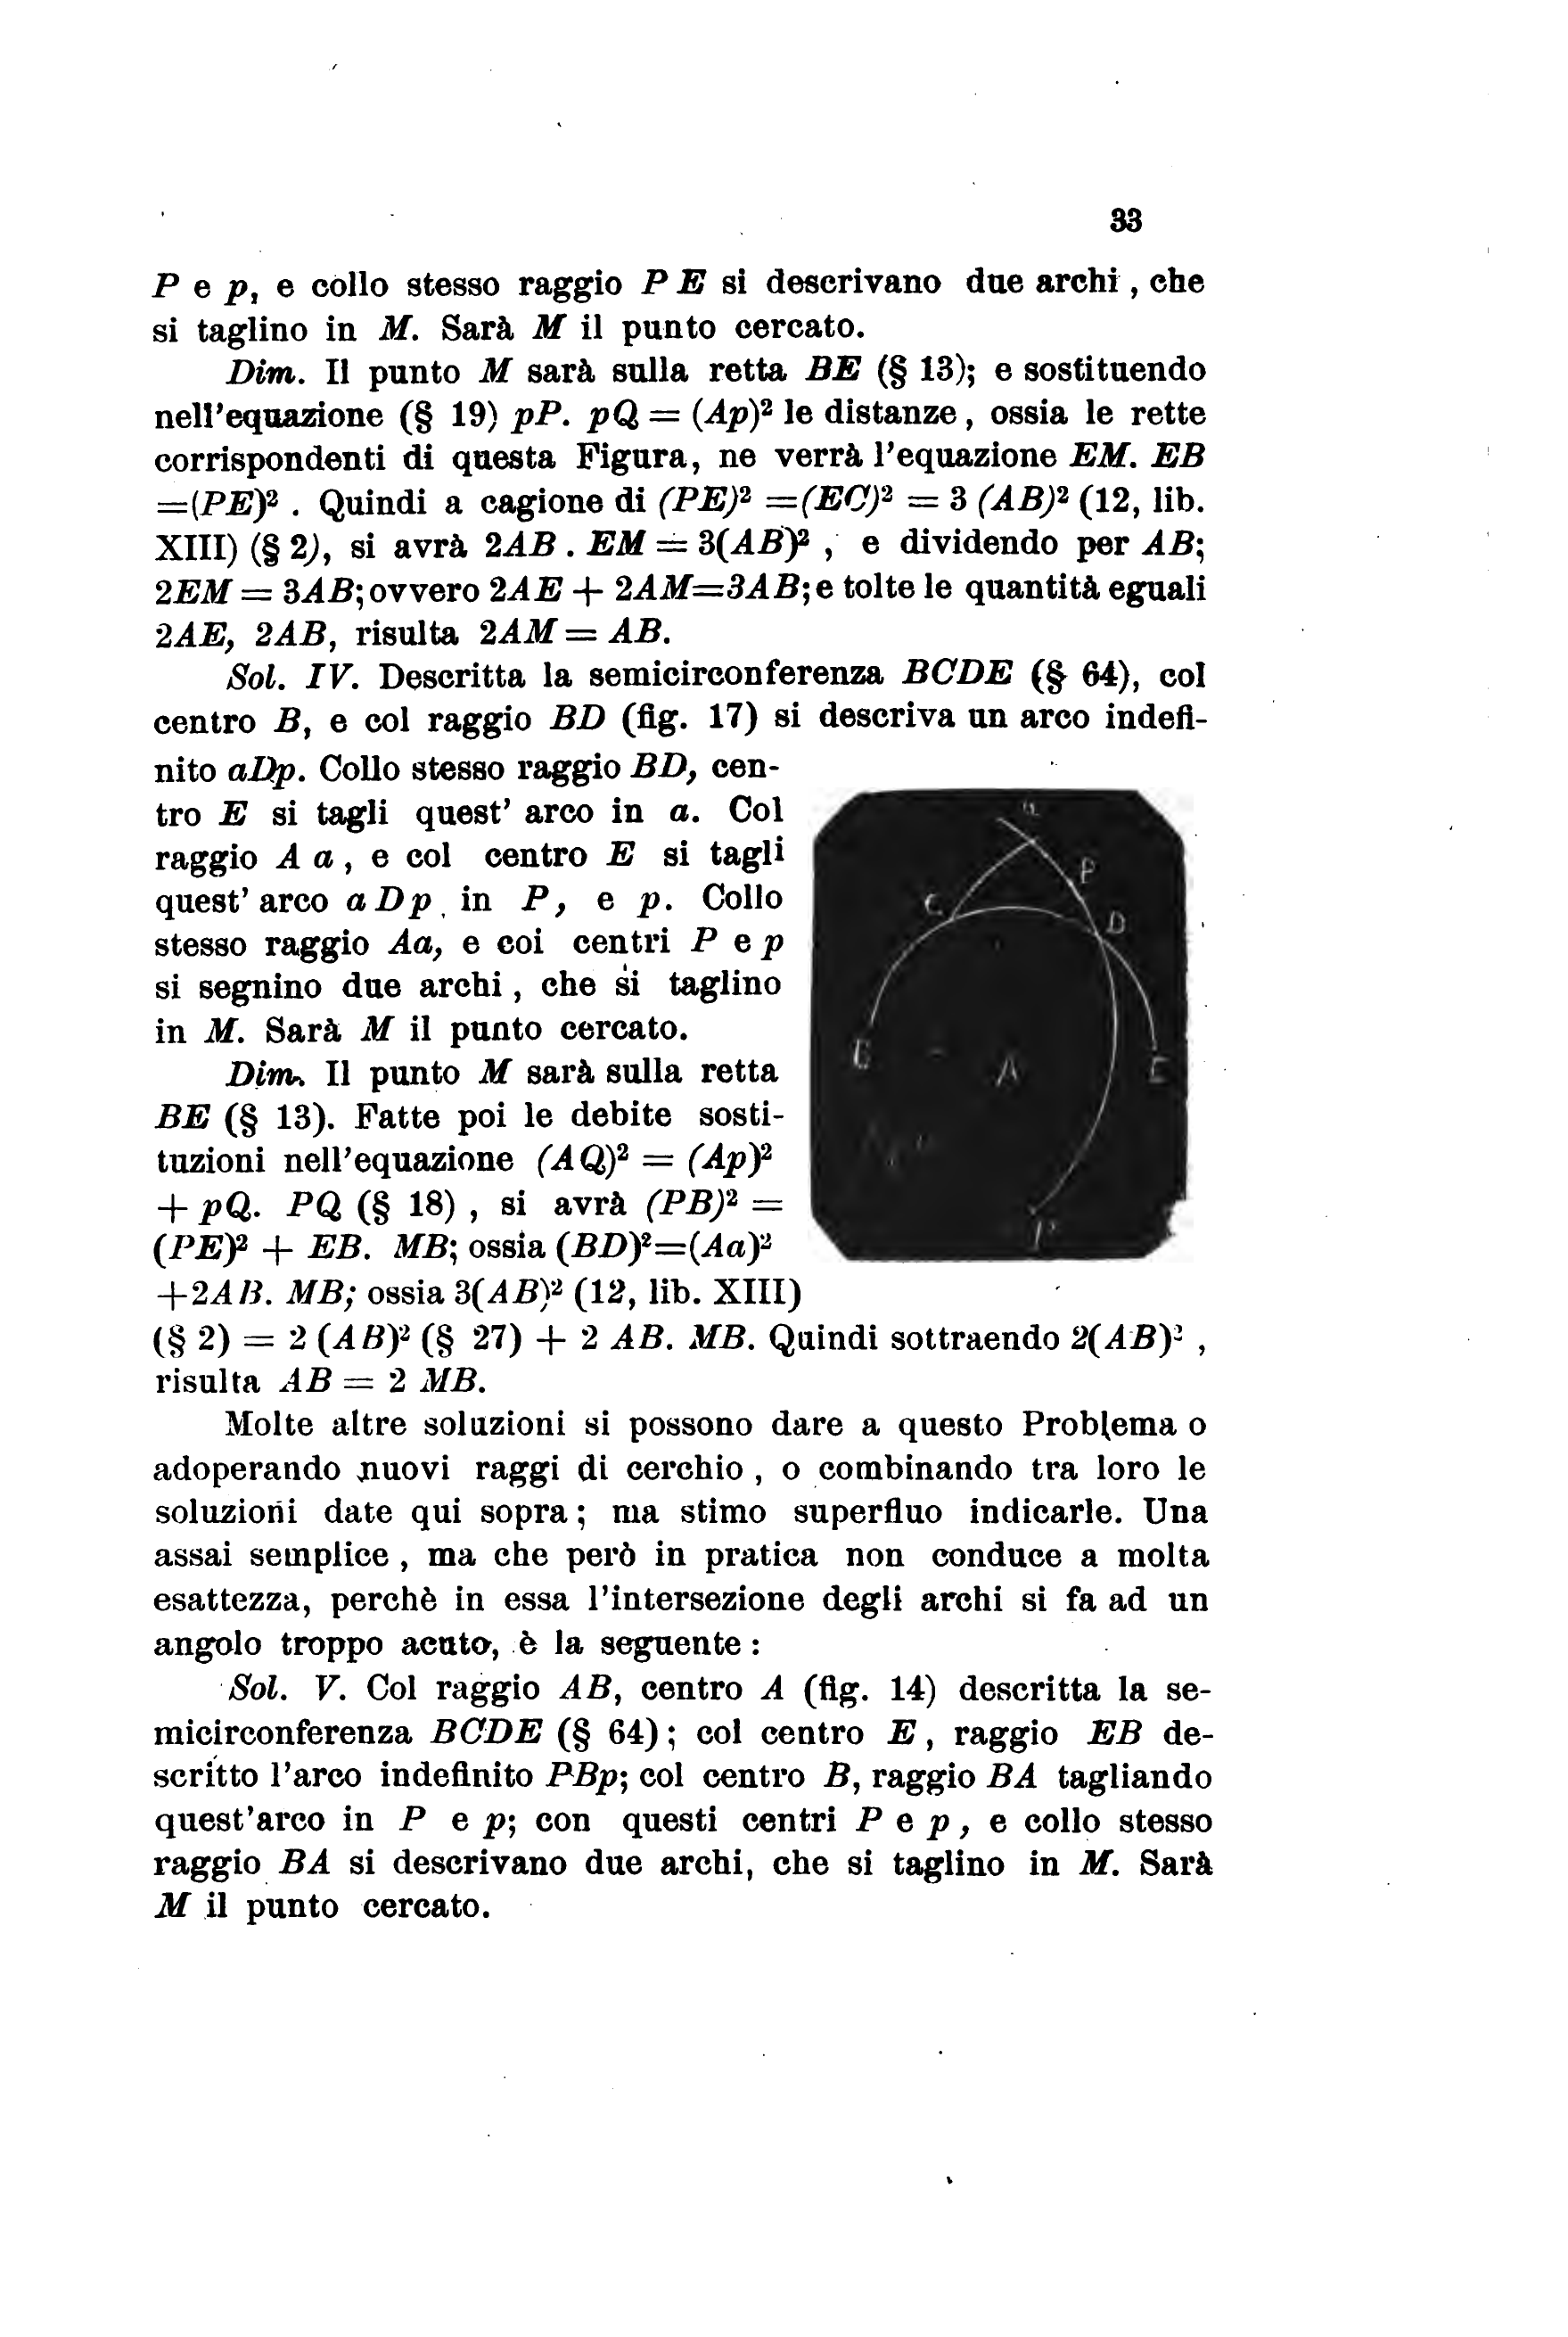 33
P e p, e collo stesso raggio P E si descrivano due archi, che
si taglino in M. Sarà M il punto cercato.
Dim. Il punto M sarà sulla retta BE (§ 13); e sostituendo
nell'equazione (§ 19) pP. pQ = (Ap)² le distanze, ossia le rette
corrispondenti di questa Figura, ne verrà l'equazione EM. EB
=(PE)². Quindi a cagione di (PE)² =(EC)² = 3 (AB)² (12, lib.
XIII) (§ 2), si avrà 2AB. EM = 3(AB)², e dividendo per AB;
2EM = 3AB; ovvero 2AE + 2AM=3AB; e tolte le quantità eguali
2AE, 2AB, risulta 2AM = AB.
Sol. IV. Descritta la semicirconferenza BCDE (§ 64), col
centro B, e col raggio BD (fig. 17) si descriva un arco indefi-
nito aDp. Collo stesso raggio BD, cen-
tro E si tagli quest' arco in a. Col
raggio A a, e col centro E si tagli
quest' arco a D p in P, e p. Collo
stesso raggio Aa, e coi centri P e p
si segnino due archi, che si taglino
in M. Sarà M il punto cercato.
Dim. Il punto M sarà sulla retta
BE (§ 13). Fatte poi le debite sosti-
tuzioni nell'equazione (AQ)² = (Ap)²
+ pQ. PQ (§ 18), si avrà (PB)² =
(PE)² + EB. MB; ossia (BD)²=(Aa)²
+2AB. MB; ossia 3(AB)² (12, lib. XIII)
(§ 2) = 2 (AB)² (§ 27) + 2 AB. MB. Quindi sottraendo 2(AB)²,
risulta AB = 2 MB.
a
P
C
D
B
A
E
P
Molte altre soluzioni si possono dare a questo Problema o
adoperando nuovi raggi di cerchio, o combinando tra loro le
soluzioni date qui sopra; ma stimo superfluo indicarle. Una
assai semplice, ma che però in pratica non conduce a molta
esattezza, perchè in essa l'intersezione degli archi si fa ad un
angolo troppo acuto, è la seguente:
Sol. V. Col raggio AB, centro A (fig. 14) descritta la se-
micirconferenza BCDE (§ 64); col centro E, raggio EB de-
scritto l'arco indefinito PBp; col centro B, raggio BA tagliando
quest'arco in P e p; con questi centri P e p, e collo stesso
raggio BA si descrivano due archi, che si taglino in M. Sarà
M il punto cercato.